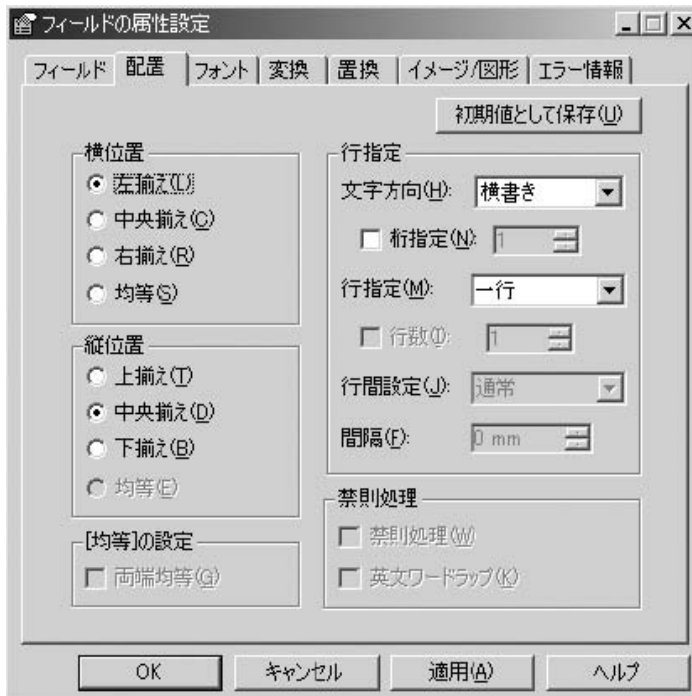 フィールドの属性設定
フィールド 配置 フォント 変換 置換 イメージ/図形 エラー情報
初期値として保存(U)
横位置
左揃え(L)
中央揃え(C)
右揃え(R)
均等(S)
縦位置
上揃え(T)
中央揃え(D)
下揃え(B)
均等(E)
[均等]の設定
両端均等(G)
行指定
文字方向(H): 横書き
桁指定(N): 1
行指定(M): 一行
行数(I): 1
行間設定(J): 通常
間隔(F): 0 mm
禁則処理
禁則処理(W)
英文ワードラップ(K)
OK キャンセル 適用(A) ヘルプ